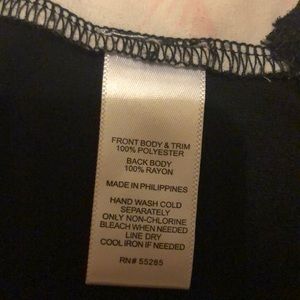 FRONT BODY & TRIM
100% POLYESTER
BACK BODY
100% RAYON
MADE IN PHILIPPINES
HAND WASH COLD
SEPARATELY
ONLY NON-CHLORINE
BLEACH WHEN NEEDED
LINE DRY
COOL IRON IF NEEDED
RN# 55285